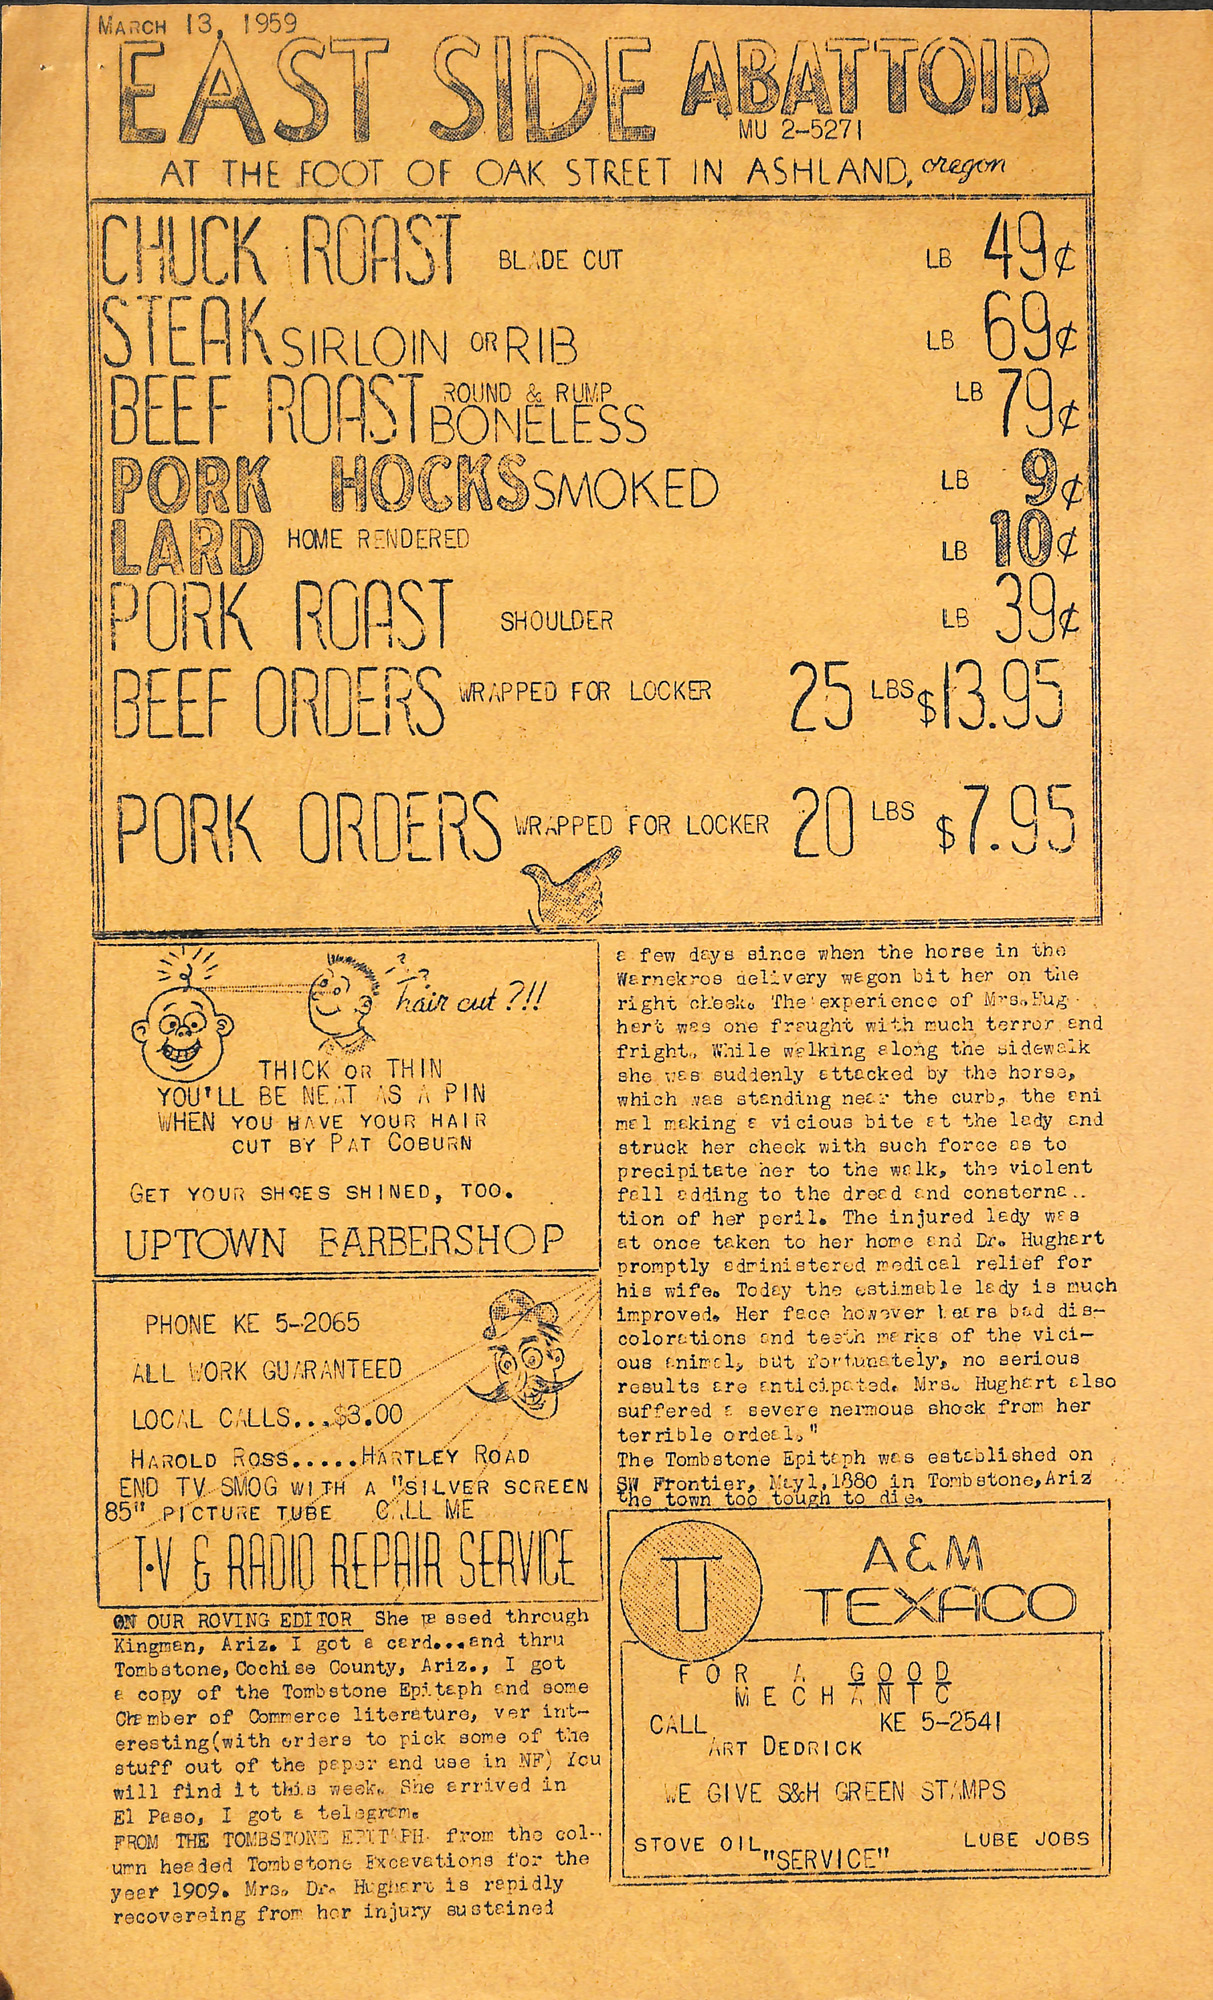 MARCH 13, 1959
EAST SIDE ABATTOIR
MU 2-5271
AT THE FOOT OF OAK STREET IN ASHLAND, oregon
CHUCK ROAST BLADE CUT LB 49¢
STEAK SIRLOIN OR RIB LB 69¢
BEEF ROAST ROUND & RUMP BONELESS LB 79¢
PORK HOCKS SMOKED LB 9¢
LARD HOME RENDERED LB 10¢
PORK ROAST SHOULDER LB 39¢
BEEF ORDERS WRAPPED FOR LOCKER 25 LBS $13.95
PORK ORDERS WRAPPED FOR LOCKER 20 LBS $7.95
???
hair cut ?!!
THICK OR THIN
YOU'LL BE NEAT AS A PIN
WHEN YOU HAVE YOUR HAIR
CUT BY PAT COBURN
GET YOUR SHOES SHINED, TOO.
UPTOWN BARBERSHOP
PHONE KE 5-2065
ALL WORK GUARANTEED
LOCAL CALLS...$3.00
HAROLD ROSS.....HARTLEY ROAD
END TV SMOG WITH A "SILVER SCREEN
85" PICTURE TUBE CALL ME
T.V & RADIO REPAIR SERVICE
ON OUR ROVING EDITOR She passed through
Kingman, Ariz. I got a card...and thru
Tombstone, Cochise County, Ariz., I got
a copy of the Tombstone Epitaph and some
Chamber of Commerce literature, ver int-
eresting(with orders to pick some of the
stuff out of the paper and use in NF) You
will find it this week. She arrived in
El Paso, I got a telegram.
FROM THE TOMBSTONE EPITAPH from the col-
umn headed Tombstone Excavations for the
year 1909. Mrs. Dr. Hughart is rapidly
recovereing from her injury sustained
a few days since when the horse in the
Warnekros delivery wagon bit her on the
right cheek. The experience of Mrs. Hug-
hert was one fraught with much terror and
fright. While walking along the sidewalk
she was suddenly attacked by the horse,
which was standing near the curb, the ani
mal making a vicious bite at the lady and
struck her cheek with such force as to
precipitate her to the walk, the violent
fall adding to the dread and consterna..
tion of her peril. The injured lady was
at once taken to her home and Dr. Hughart
promptly administered medical relief for
his wife. Today the estimable lady is much
improved. Her face however bears bad dis-
colorations and teeth marks of the vici-
ous animal, but fortunately, no serious
results are anticipated. Mrs. Hughart also
suffered a severe nermous shock from her
terrible ordeal."
The Tombstone Epitaph was established on
SW Frontier, May 1, 1880 in Tombstone, Ariz
the town too tough to die.
T
A&M
TEXACO
FOR A GOOD
MECHANIC
CALL KE 5-2541
ART DEDRICK
WE GIVE S&H GREEN STAMPS
STOVE OIL LUBE JOBS
"SERVICE"